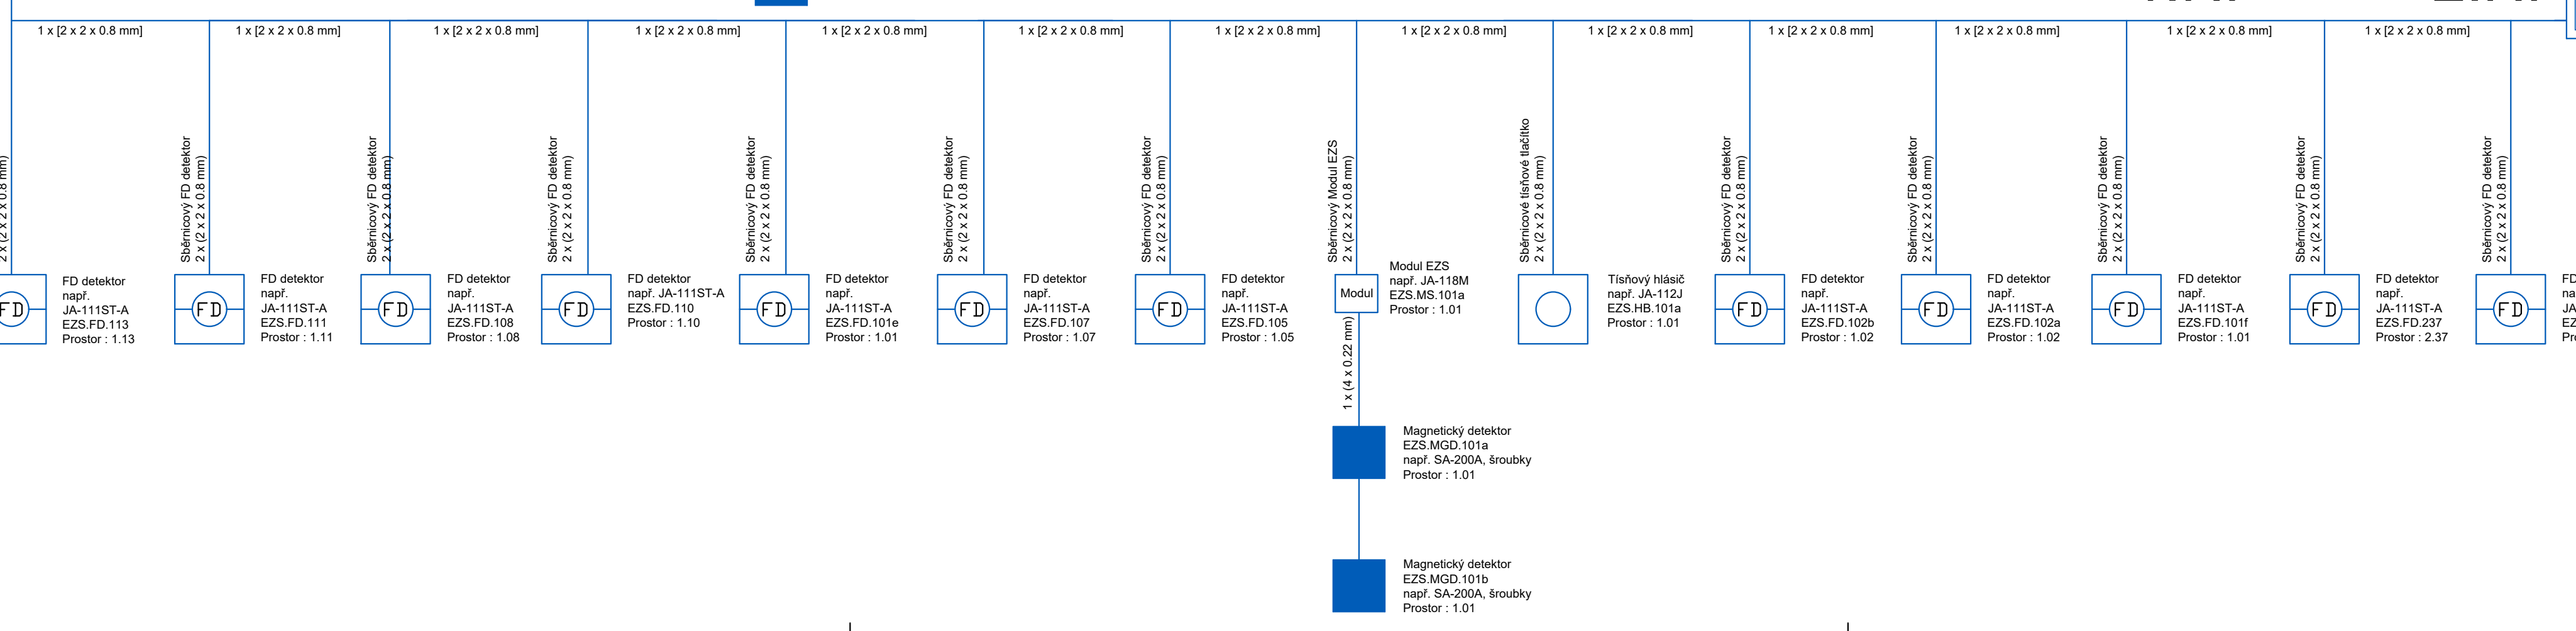 1 x [2 x 2 x 0.8 mm]
1 x [2 x 2 x 0.8 mm]
1 x [2 x 2 x 0.8 mm]
1 x [2 x 2 x 0.8 mm]
1 x [2 x 2 x 0.8 mm]
1 x [2 x 2 x 0.8 mm]
1 x [2 x 2 x 0.8 mm]
1 x [2 x 2 x 0.8 mm]
1 x [2 x 2 x 0.8 mm]
1 x [2 x 2 x 0.8 mm]
1 x [2 x 2 x 0.8 mm]
1 x [2 x 2 x 0.8 mm]
1 x [2 x 2 x 0.8 mm]
2 x (2 x 2 x 0.8 mm)
FD
FD detektor
např.
JA-111ST-A
EZS.FD.113
Prostor : 1.13
Sběrnicový FD detektor
2 x (2 x 2 x 0.8 mm)
FD
FD detektor
např.
JA-111ST-A
EZS.FD.111
Prostor : 1.11
Sběrnicový FD detektor
2 x (2 x 2 x 0.8 mm)
FD
FD detektor
např.
JA-111ST-A
EZS.FD.108
Prostor : 1.08
Sběrnicový FD detektor
2 x (2 x 2 x 0.8 mm)
FD
FD detektor
např. JA-111ST-A
EZS.FD.110
Prostor : 1.10
Sběrnicový FD detektor
2 x (2 x 2 x 0.8 mm)
FD
FD detektor
např.
JA-111ST-A
EZS.FD.101e
Prostor : 1.01
Sběrnicový FD detektor
2 x (2 x 2 x 0.8 mm)
FD
FD detektor
např.
JA-111ST-A
EZS.FD.107
Prostor : 1.07
Sběrnicový FD detektor
2 x (2 x 2 x 0.8 mm)
FD
FD detektor
např.
JA-111ST-A
EZS.FD.105
Prostor : 1.05
Sběrnicový Modul EZS
2 x (2 x 2 x 0.8 mm)
Modul
Modul EZS
např. JA-118M
EZS.MS.101a
Prostor : 1.01
1 x (4 x 0.22 mm)
Magnetický detektor
EZS.MGD.101a
např. SA-200A, šroubky
Prostor : 1.01
Magnetický detektor
EZS.MGD.101b
např. SA-200A, šroubky
Prostor : 1.01
Sběrnicové tísňové tlačítko
2 x (2 x 2 x 0.8 mm)
Tísňový hlásič
např. JA-112J
EZS.HB.101a
Prostor : 1.01
Sběrnicový FD detektor
2 x (2 x 2 x 0.8 mm)
FD
FD detektor
např.
JA-111ST-A
EZS.FD.102b
Prostor : 1.02
Sběrnicový FD detektor
2 x (2 x 2 x 0.8 mm)
FD
FD detektor
např.
JA-111ST-A
EZS.FD.102a
Prostor : 1.02
Sběrnicový FD detektor
2 x (2 x 2 x 0.8 mm)
FD
FD detektor
např.
JA-111ST-A
EZS.FD.101f
Prostor : 1.01
Sběrnicový FD detektor
2 x (2 x 2 x 0.8 mm)
FD
FD detektor
např.
JA-111ST-A
EZS.FD.237
Prostor : 2.37
Sběrnicový FD detektor
2 x (2 x 2 x 0.8 mm)
FD